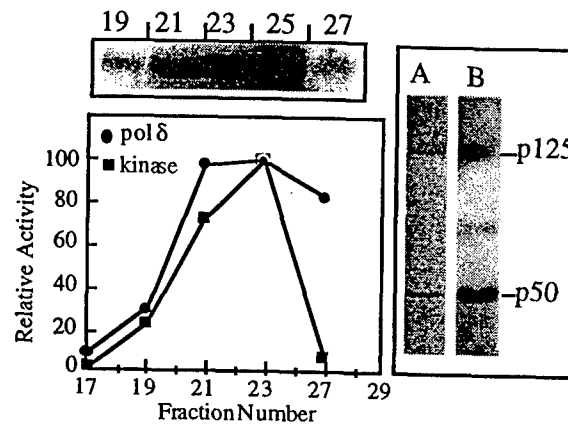 19 21 23 25 27
pol δ
kinase
100
80
60
40
20
0
Relative Activity
17 19 21 23 27 29
Fraction Number
A B
p125
p50